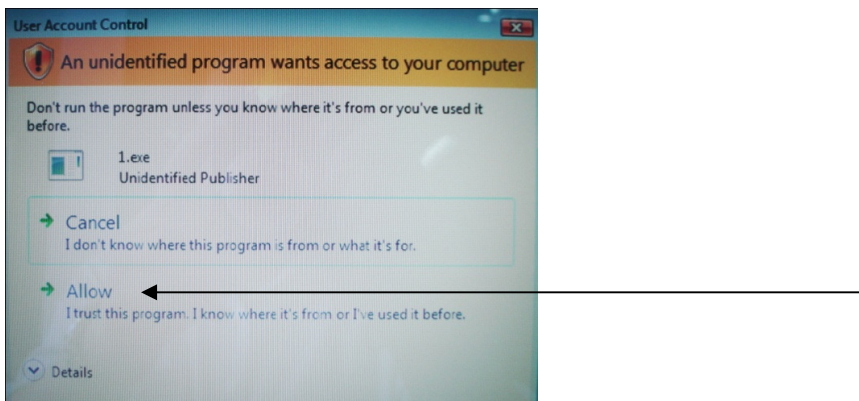 User Account Control
An unidentified program wants access to your computer
Don't run the program unless you know where it's from or you've used it
before.
1.exe
Unidentified Publisher
Cancel
I don't know where this program is from or what it's for.
Allow
I trust this program. I know where it's from or I've used it before.
Details